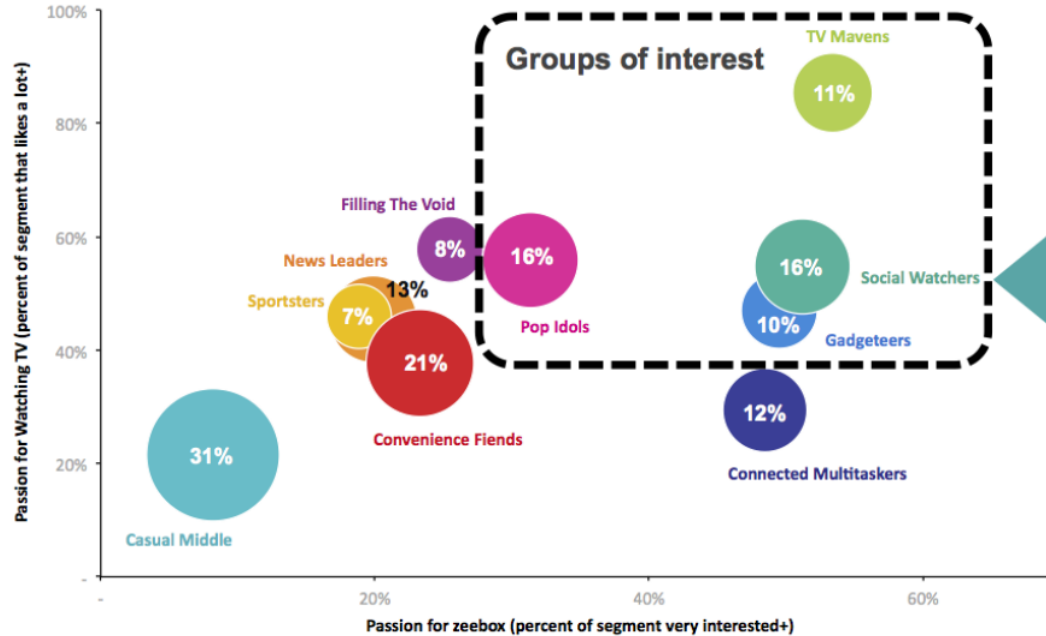 100%
TV Mavens
Groups of interest
11%
80%
Filling The Void
60%
8%
16%
16%
News Leaders
13%
Social Watchers
Sportsters
7%
10%
Pop Idols
Gadgeteers
40%
21%
12%
Convenience Fiends
31%
20%
Connected Multitaskers
Casual Middle
-
-
20%
40%
60%
Passion for zeebox (percent of segment very interested+)
Passion for Watching TV (percent of segment that likes a lot+)